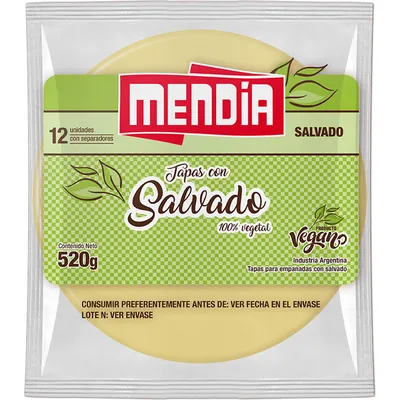 MENDIA
12 unidades
con separadores
SALVADO
Tapas con
Salvado
100% vegetal
PRODUCTO
Vegano
Contenido Neto
520g
Industria Argentina
Tapas para empanadas con salvado
CONSUMIR PREFERENTEMENTE ANTES DE: VER FECHA EN EL ENVASE
LOTE N: VER ENVASE